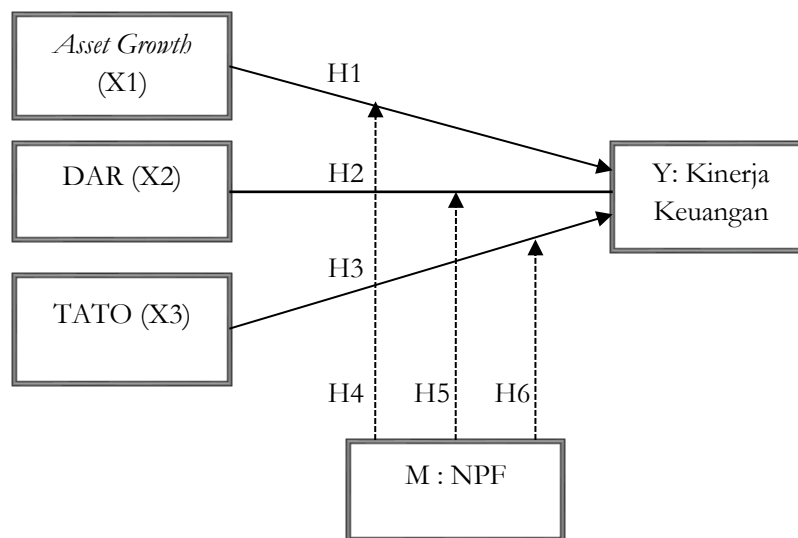 Asset Growth
(X1)
H1
DAR (X2)
H2
Y: Kinerja
Keuangan
H3
TATO (X3)
H4
H5
H6
M : NPF